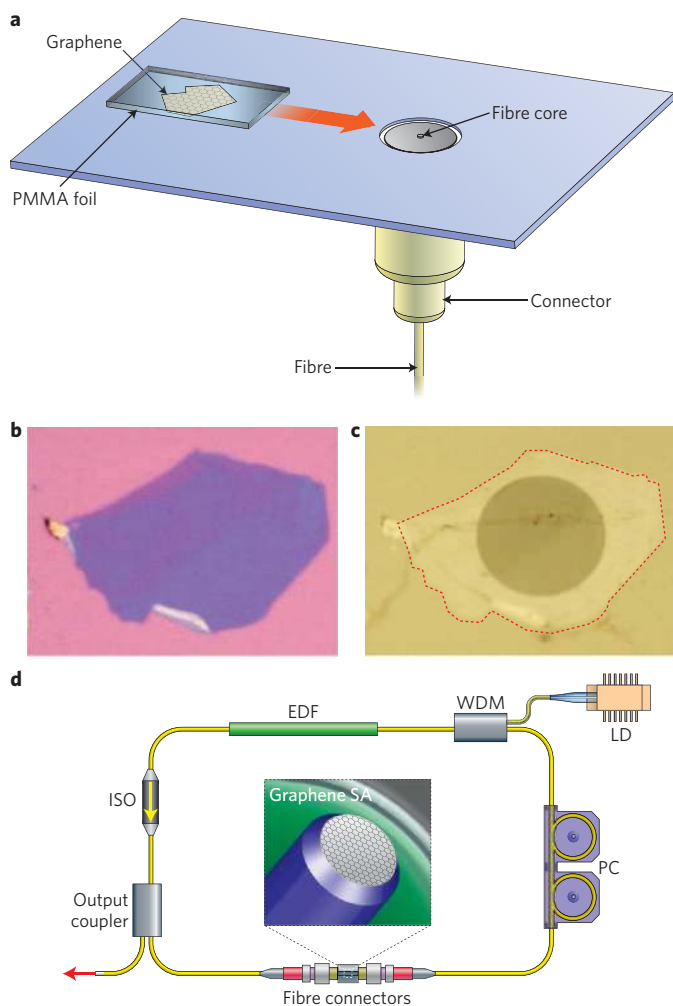 a
Graphene
Fibre core
PMMA foil
Connector
Fibre
b
c
d
EDF
WDM
LD
ISO
Graphene SA
PC
Output
coupler
Fibre connectors